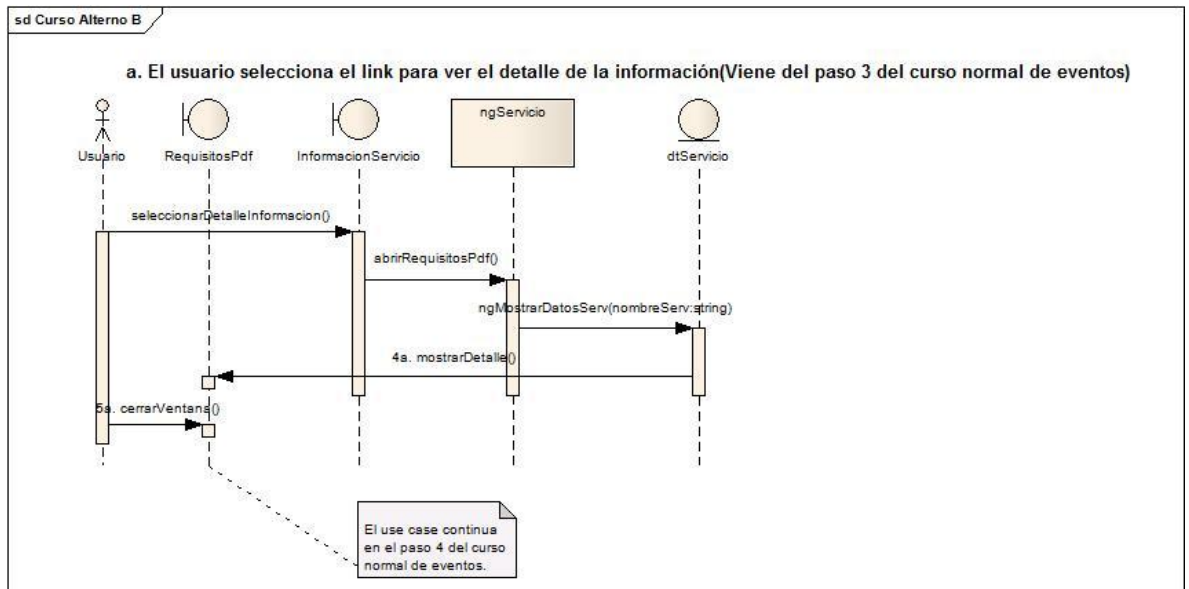 sd Curso Alterno B
a. El usuario selecciona el link para ver el detalle de la información(Viene del paso 3 del curso normal de eventos)
ngServicio
Usuario
RequisitosPdf
InformacionServicio
dtServicio
seleccionarDetalleInformacion()
abrirRequisitosPdf()
ngMostrarDatosServ(nombreServ:string)
4a. mostrarDetalle()
5a. cerrarVentana()
El use case continua
en el paso 4 del curso
normal de eventos.